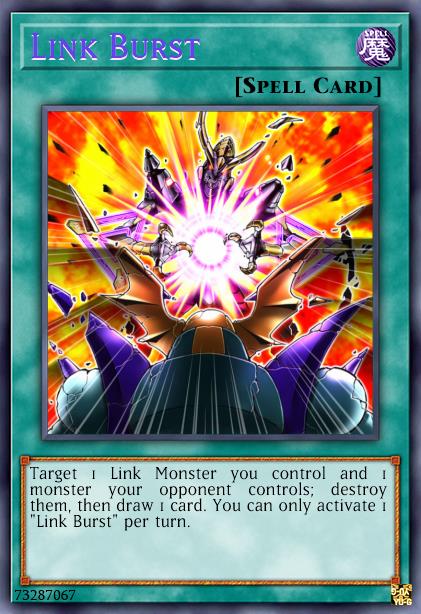 LINK BURST
SPELL
魔
[SPELL CARD]
Target 1 Link Monster you control and 1
monster your opponent controls; destroy
them, then draw 1 card. You can only activate 1
"Link Burst" per turn.
73287067